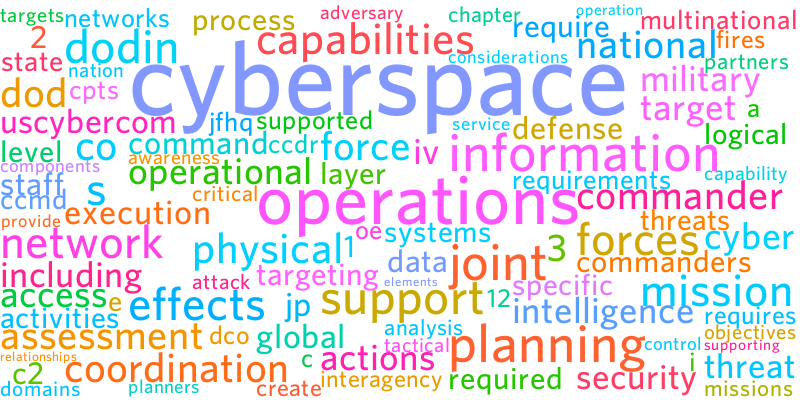 targets networks process adversary chapter operation multinational
2 dodin capabilities require national fires
state nation considerations partners
dod cpts cyberspace military
target a
uscybercom jfhq supported service defense logical
level co command ccdr force iv information
components awareness operational layer requirements capability
staff s critical operations commander
ccmd
provide execution threats
network physical 1 oe systems joint 3 forces cyber
including attack targeting data elements commanders
access e effects jp support 12 specific mission
activities intelligence requires
assessment dco global analysis planning objectives
relationships tactical control supporting
c2 coordination c actions i threat
domains planners create interagency required security missions